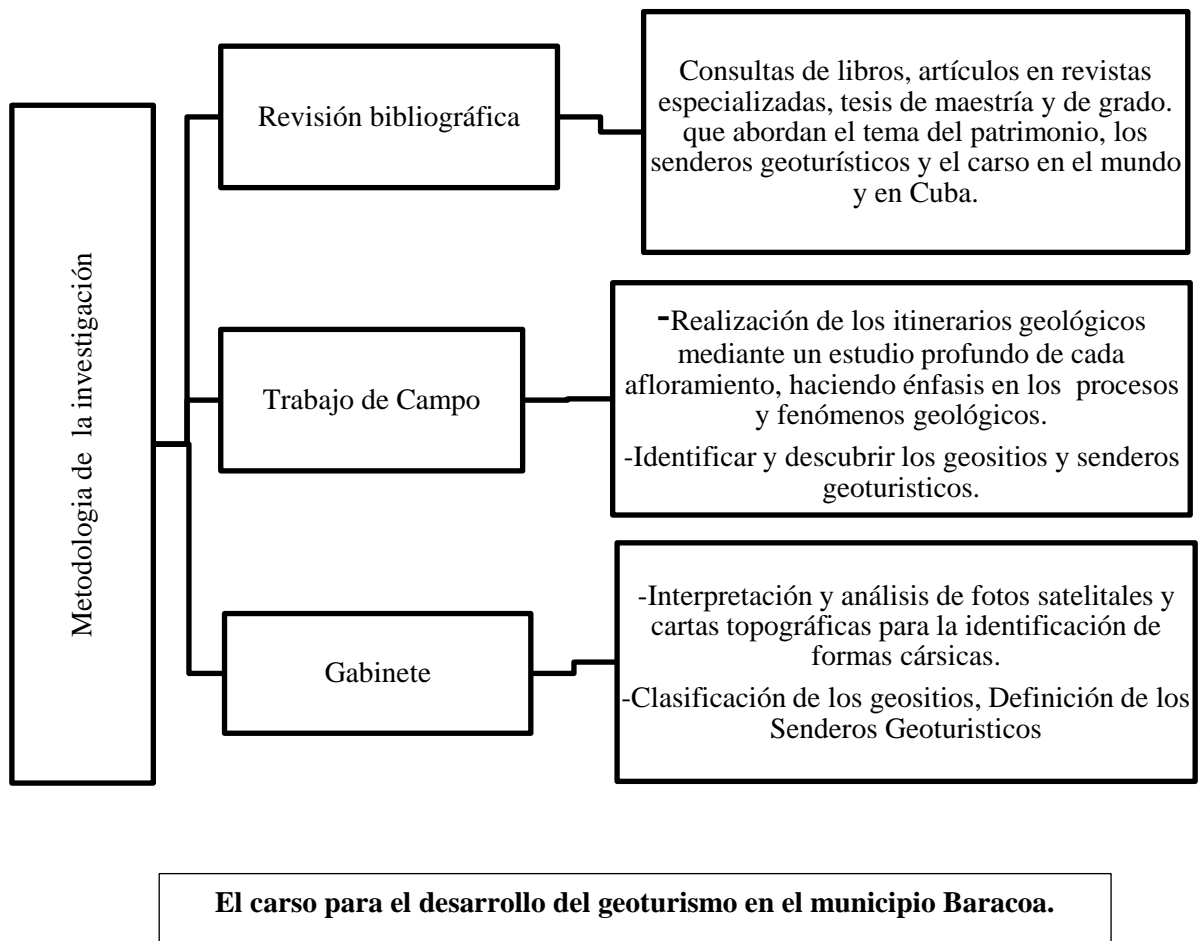 Metodologia de la investigación
Revisión bibliográfica
Consultas de libros, artículos en revistas
especializadas, tesis de maestría y de grado.
que abordan el tema del patrimonio, los
senderos geoturísticos y el carso en el mundo
y en Cuba.
Trabajo de Campo
-Realización de los itinerarios geológicos
mediante un estudio profundo de cada
afloramiento, haciendo énfasis en los procesos
y fenómenos geológicos.
-Identificar y descubrir los geositios y senderos
geoturisticos.
Gabinete
-Interpretación y análisis de fotos satelitales y
cartas topográficas para la identificación de
formas cársicas.
-Clasificación de los geositios, Definición de los
Senderos Geoturisticos
El carso para el desarrollo del geoturismo en el municipio Baracoa.